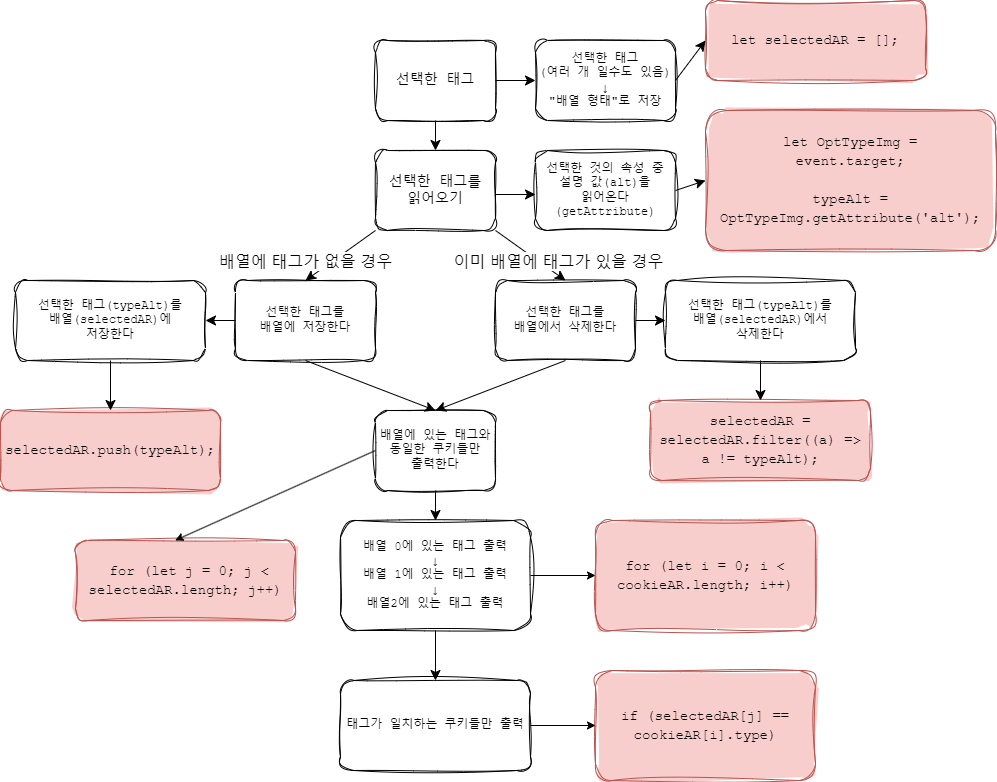 let selectedAR = [];
선택한 태그
선택한 태그
(여러 개 일수도 있음)
↓
"배열 형태"로 저장
let OptTypeImg =
event.target;
typeAlt =
OptTypeImg.getAttribute('alt');
선택한 태그를
읽어오기
선택한 것의 속성 중
설명 값(alt)을
읽어온다
(getAttribute)
배열에 태그가 없을 경우
이미 배열에 태그가 있을 경우
선택한 태그(typeAlt)를
배열(selectedAR)에
저장한다
선택한 태그를
배열에 저장한다
선택한 태그를
배열에서 삭제한다
선택한 태그(typeAlt)를
배열(selectedAR)에서
삭제한다
selectedAR.push(typeAlt);
배열에 있는 태그와
동일한 쿠키들만
출력한다
selectedAR =
selectedAR.filter((a) =>
a != typeAlt);
for (let j = 0; j <
selectedAR.length; j++)
배열 0에 있는 태그 출력
↓
배열 1에 있는 태그 출력
↓
배열2에 있는 태그 출력
for (let i = 0; i <
cookieAR.length; i++)
태그가 일치하는 쿠키들만 출력
if (selectedAR[j] ==
cookieAR[i].type)